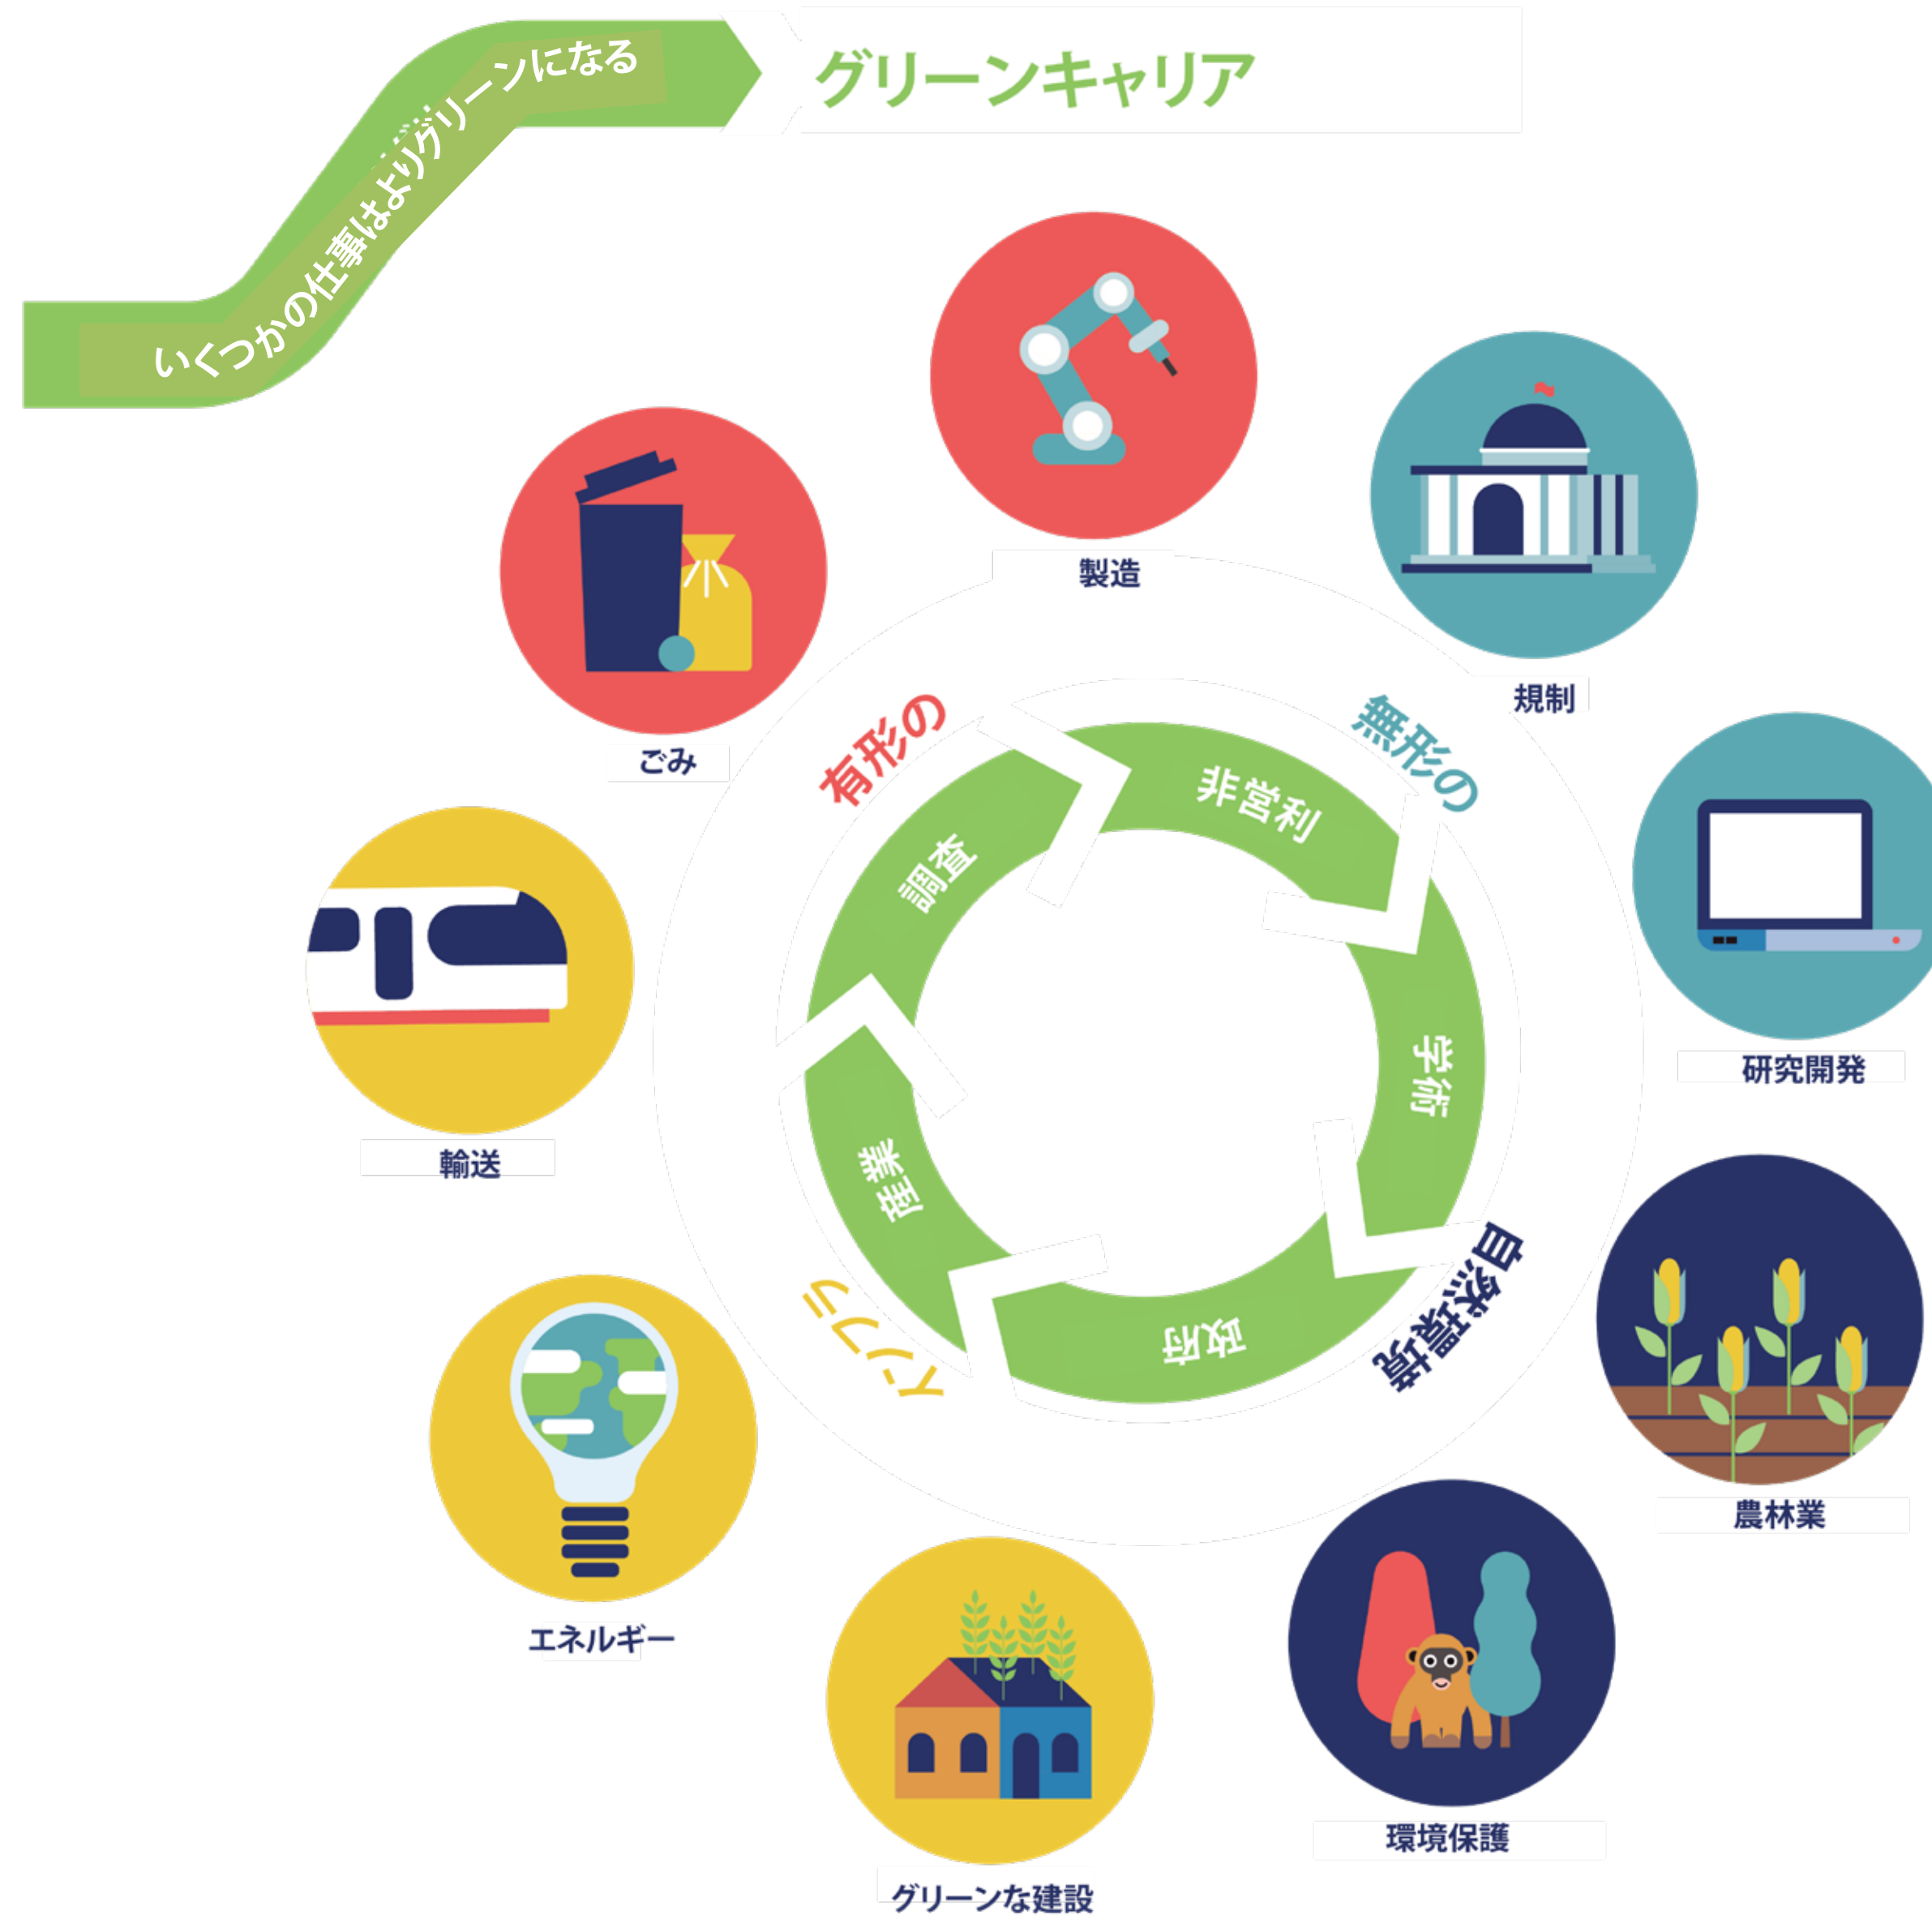 いくつかの仕事はよりグリーンになる
グリーンキャリア
製造
規制
ごみ
有形の
無形の
非営利
調査
研究開発
学術
輸送
産業
自然環境
インフラ
政府
農林業
エネルギー
環境保護
グリーンな建設